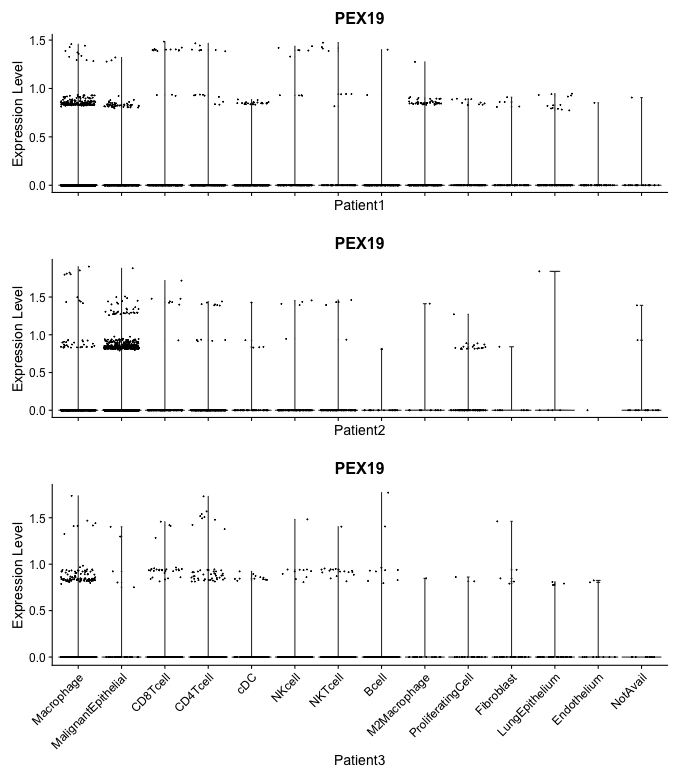 PEX19
Expression Level
1.5
1.0
0.5
0.0
Patient1
PEX19
Expression Level
1.5
1.0
0.5
0.0
Patient2
PEX19
Expression Level
1.5
1.0
0.5
0.0
Macrophage
MalignantEpithelial
CD8Tcell
CD4Tcell
cDC
NKcell
NKTcell
Bcell
M2Macrophage
ProliferatingCell
Fibroblast
LungEpithelium
Endothelium
NotAvail
Patient3